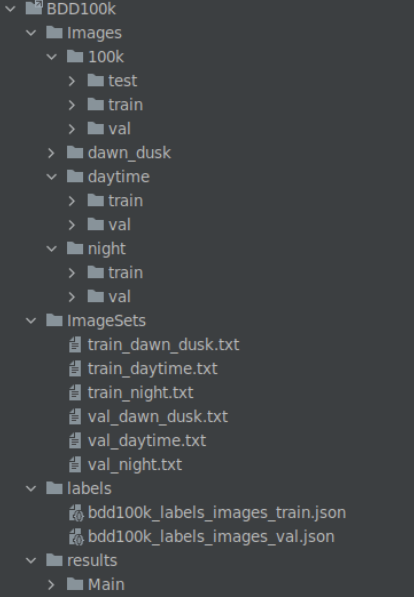 BDD100k
Images
100k
test
train
val
dawn_dusk
daytime
train
val
night
train
val
ImageSets
train_dawn_dusk.txt
train_daytime.txt
train_night.txt
val_dawn_dusk.txt
val_daytime.txt
val_night.txt
labels
bdd100k_labels_images_train.json
bdd100k_labels_images_val.json
results
Main